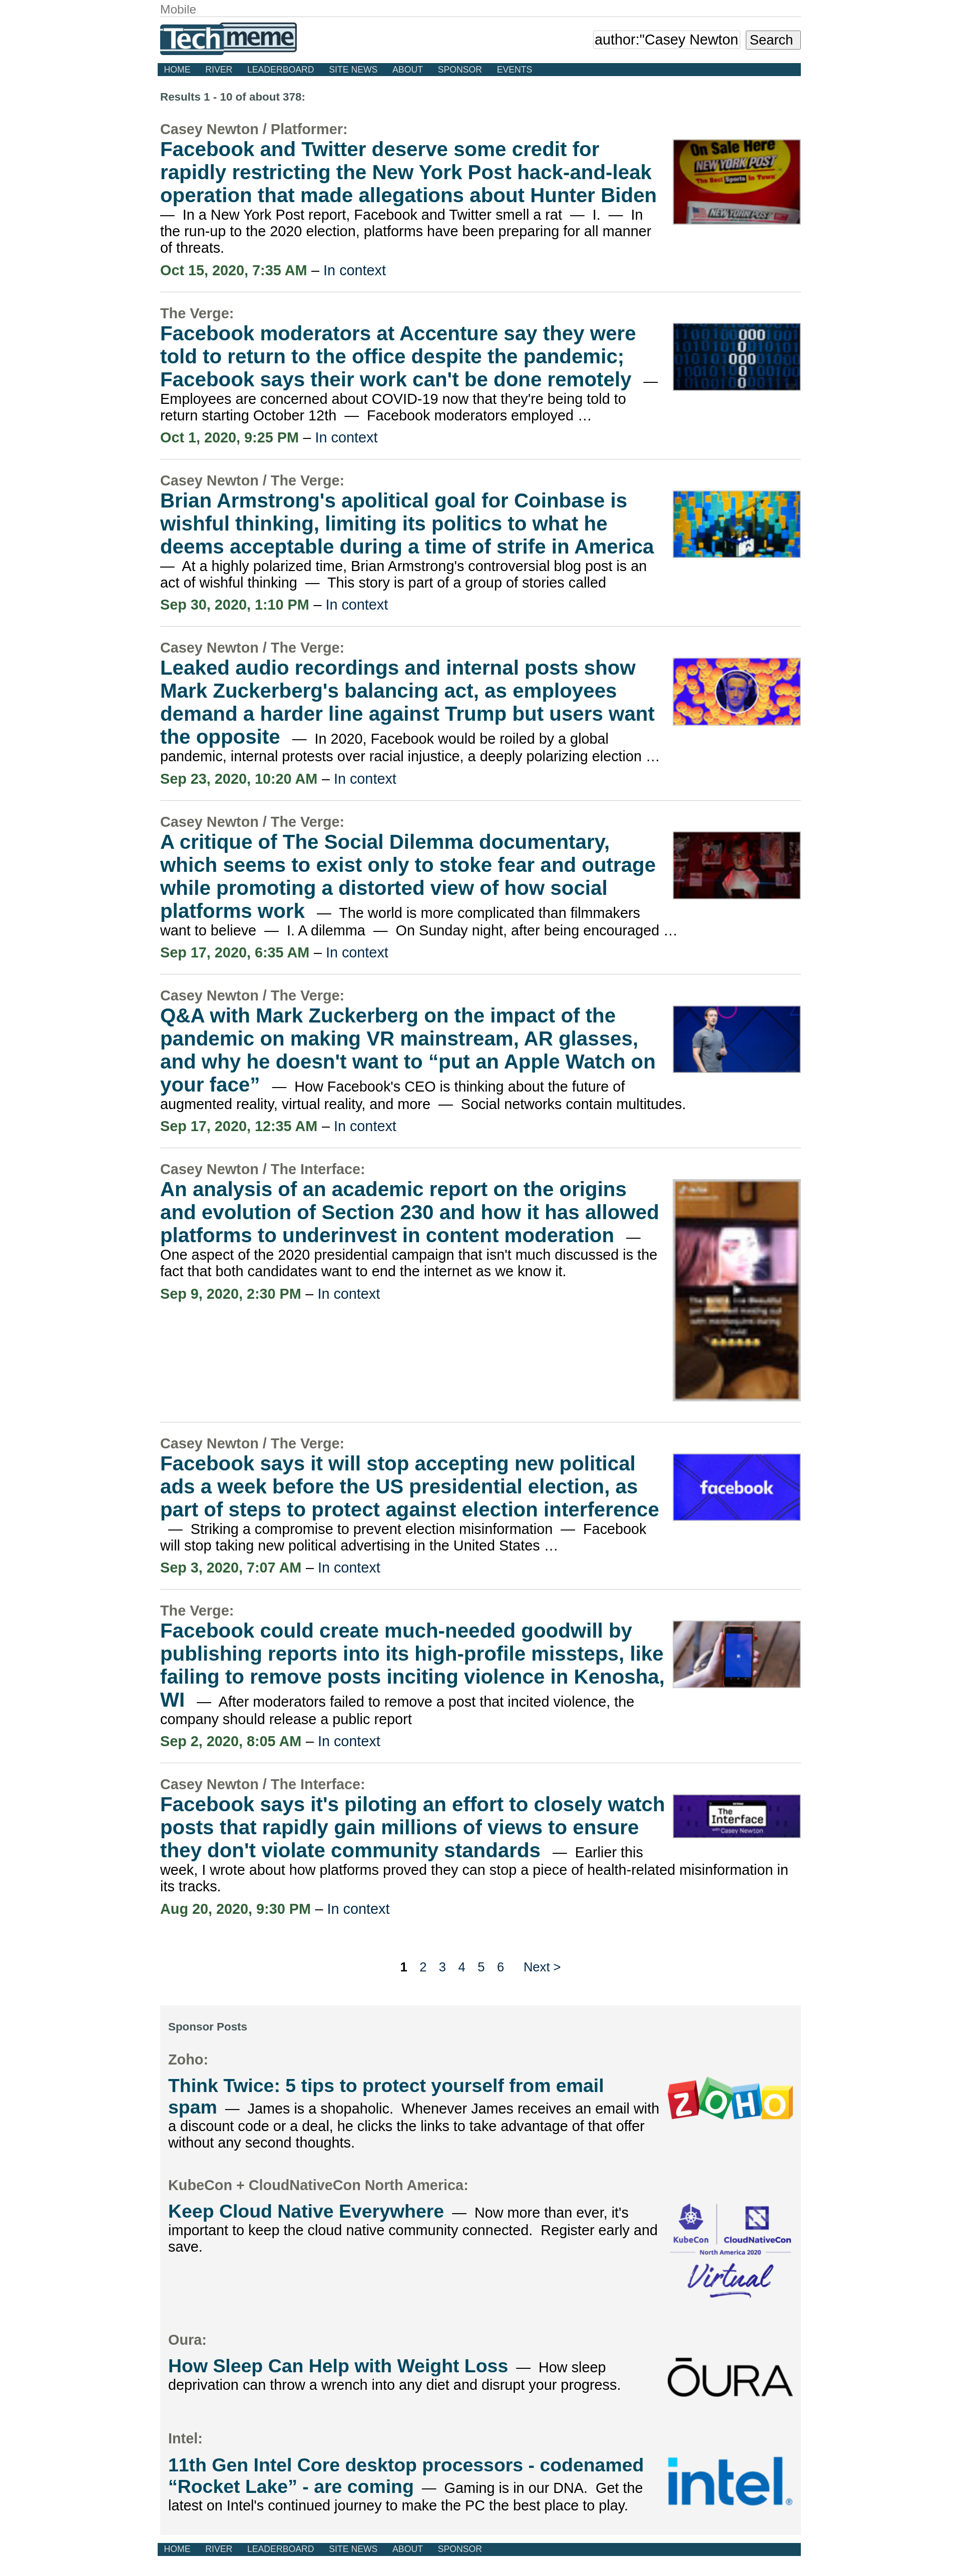 Mobile
Techmeme
author:"Casey Newton
Search
HOME RIVER LEADERBOARD SITE NEWS ABOUT SPONSOR EVENTS
Results 1 - 10 of about 378:
Casey Newton / Platformer:
Facebook and Twitter deserve some credit for
rapidly restricting the New York Post hack-and-leak
operation that made allegations about Hunter Biden
— In a New York Post report, Facebook and Twitter smell a rat — I. — In
the run-up to the 2020 election, platforms have been preparing for all manner
of threats.
Oct 15, 2020, 7:35 AM – In context
On Sale Here
NEW YORK POST
The Best Sports In Town
NEW YORK POST
The Verge:
Facebook moderators at Accenture say they were
told to return to the office despite the pandemic;
Facebook says their work can't be done remotely —
Employees are concerned about COVID-19 now that they're being told to
return starting October 12th — Facebook moderators employed …
Oct 1, 2020, 9:25 PM – In context
Casey Newton / The Verge:
Brian Armstrong's apolitical goal for Coinbase is
wishful thinking, limiting its politics to what he
deems acceptable during a time of strife in America
— At a highly polarized time, Brian Armstrong's controversial blog post is an
act of wishful thinking — This story is part of a group of stories called
Sep 30, 2020, 1:10 PM – In context
Casey Newton / The Verge:
Leaked audio recordings and internal posts show
Mark Zuckerberg's balancing act, as employees
demand a harder line against Trump but users want
the opposite — In 2020, Facebook would be roiled by a global
pandemic, internal protests over racial injustice, a deeply polarizing election …
Sep 23, 2020, 10:20 AM – In context
Casey Newton / The Verge:
A critique of The Social Dilemma documentary,
which seems to exist only to stoke fear and outrage
while promoting a distorted view of how social
platforms work — The world is more complicated than filmmakers
want to believe — I. A dilemma — On Sunday night, after being encouraged …
Sep 17, 2020, 6:35 AM – In context
Casey Newton / The Verge:
Q&A with Mark Zuckerberg on the impact of the
pandemic on making VR mainstream, AR glasses,
and why he doesn't want to “put an Apple Watch on
your face” — How Facebook's CEO is thinking about the future of
augmented reality, virtual reality, and more — Social networks contain multitudes.
Sep 17, 2020, 12:35 AM – In context
Casey Newton / The Interface:
An analysis of an academic report on the origins
and evolution of Section 230 and how it has allowed
platforms to underinvest in content moderation —
One aspect of the 2020 presidential campaign that isn't much discussed is the
fact that both candidates want to end the internet as we know it.
Sep 9, 2020, 2:30 PM – In context
Casey Newton / The Verge:
Facebook says it will stop accepting new political
ads a week before the US presidential election, as
part of steps to protect against election interference
— Striking a compromise to prevent election misinformation — Facebook
will stop taking new political advertising in the United States …
Sep 3, 2020, 7:07 AM – In context
facebook
The Verge:
Facebook could create much-needed goodwill by
publishing reports into its high-profile missteps, like
failing to remove posts inciting violence in Kenosha,
WI — After moderators failed to remove a post that incited violence, the
company should release a public report
Sep 2, 2020, 8:05 AM – In context
Casey Newton / The Interface:
Facebook says it's piloting an effort to closely watch
posts that rapidly gain millions of views to ensure
they don't violate community standards — Earlier this
week, I wrote about how platforms proved they can stop a piece of health-related misinformation in
its tracks.
Aug 20, 2020, 9:30 PM – In context
The
Interface
with Casey Newton
1 2 3 4 5 6 Next >
Sponsor Posts
Zoho:
Think Twice: 5 tips to protect yourself from email
spam — James is a shopaholic. Whenever James receives an email with
a discount code or a deal, he clicks the links to take advantage of that offer
without any second thoughts.
ZOHO
KubeCon + CloudNativeCon North America:
Keep Cloud Native Everywhere — Now more than ever, it's
important to keep the cloud native community connected. Register early and
save.
KubeCon CloudNativeCon
North America 2020
Virtual
Oura:
How Sleep Can Help with Weight Loss — How sleep
deprivation can throw a wrench into any diet and disrupt your progress.
ŌURA
Intel:
11th Gen Intel Core desktop processors - codenamed
“Rocket Lake” - are coming — Gaming is in our DNA. Get the
latest on Intel's continued journey to make the PC the best place to play.
intel®
HOME RIVER LEADERBOARD SITE NEWS ABOUT SPONSOR